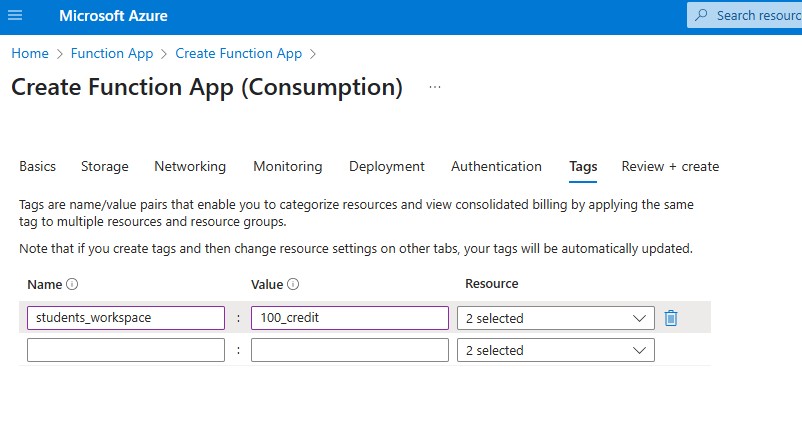 Microsoft Azure
Search resourc
Home > Function App > Create Function App >
Create Function App (Consumption) ...
Basics Storage Networking Monitoring Deployment Authentication Tags Review + create
Tags are name/value pairs that enable you to categorize resources and view consolidated billing by applying the same
tag to multiple resources and resource groups.
Note that if you create tags and then change resource settings on other tabs, your tags will be automatically updated.
Name Value Resource
students_workspace : 100_credit 2 selected
: 2 selected